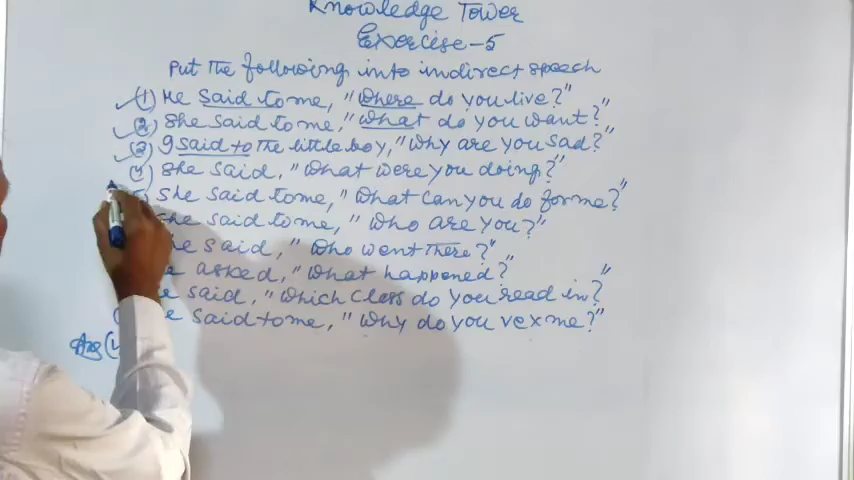 Knowledge Tower
Exercise-5
Put the following into indirect speech
(1) He said to me, "Where do you live?"
(2) She said to me, "What do you want?"
(3) I said to the little boy, "Why are you sad?"
(4) She said, "What were you doing?"
She said to me, "What can you do for me?"
she said to me, "Who are you?"
he said, "Who went there?"
asked, "What happened?"
said, "Which class do you read in?"
said to me, "Why do you vex me?"
Ans